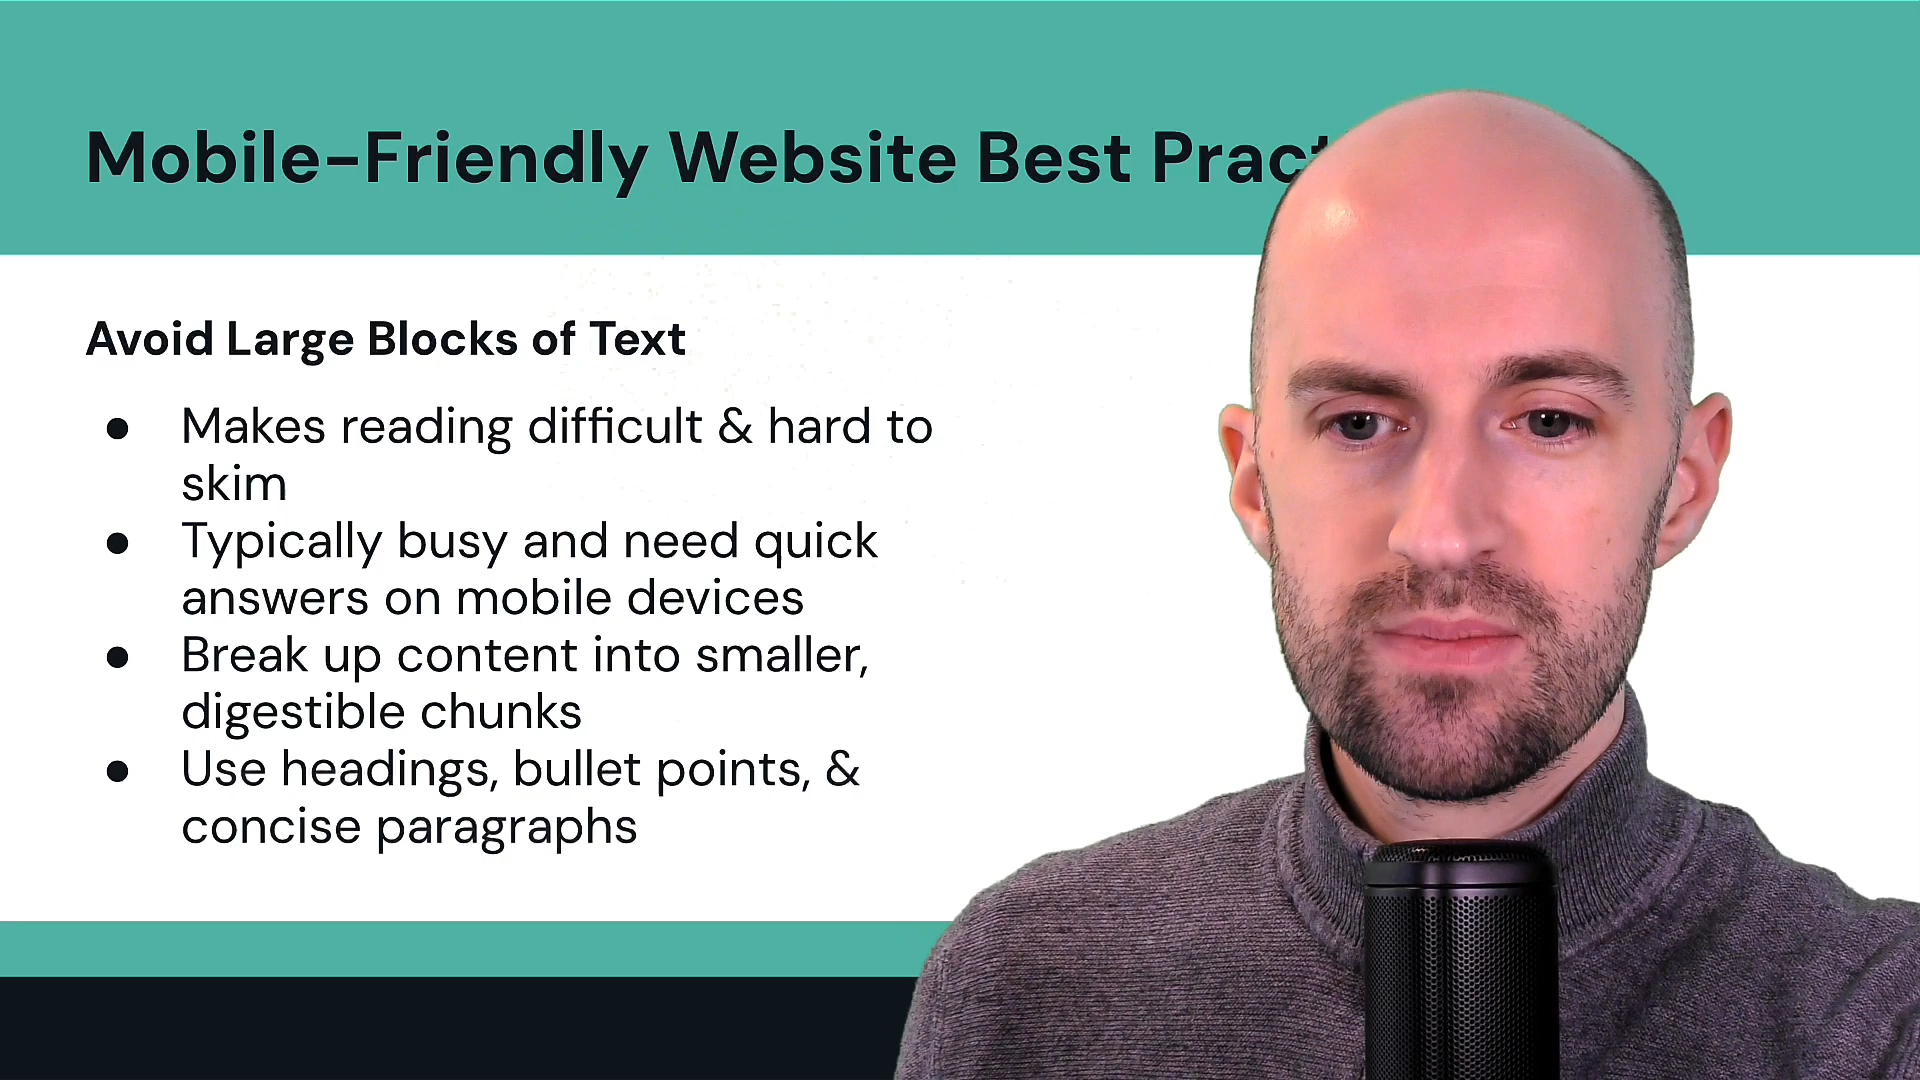 Mobile-Friendly Website Best
Avoid Large Blocks of Text
● Makes reading difficult & hard to
skim
● Typically busy and need quick
answers on mobile devices
● Break up content into smaller,
digestible chunks
● Use headings, bullet points, &
concise paragraphs